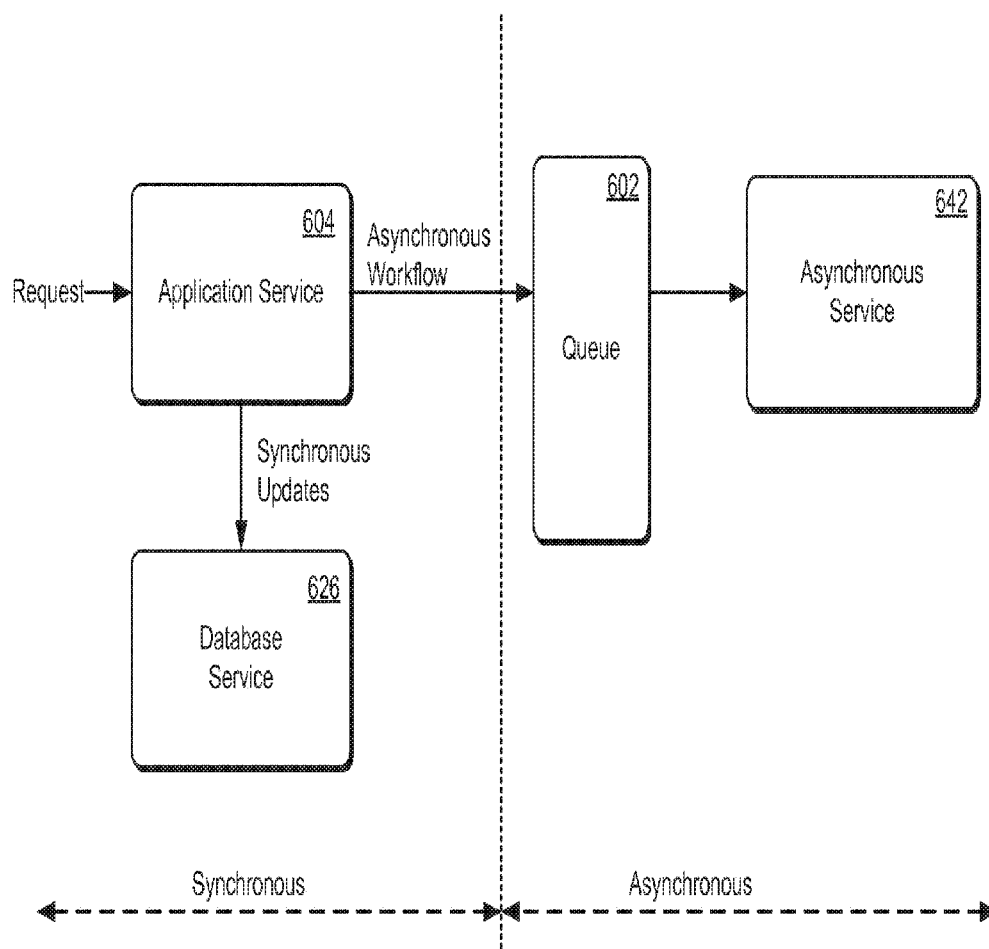 602
642
604
Asynchronous
Workflow
Request
Application Service
Asynchronous
Service
Queue
Synchronous
Updates
626
Database
Service
Synchronous
Asynchronous